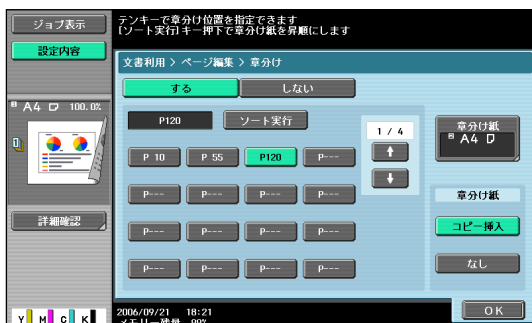 ジョブ表示
テンキーで章分け位置を指定できます
[ソート実行]キー押下で章分け紙を昇順にします
設定内容
文書利用 > ページ編集 > 章分け
する
しない
A4 100.0%
P120
ソート実行
1 / 4
章分け紙
A4
P 10
P 55
P120
P---
P---
P---
P---
P---
章分け紙
詳細確認
P---
P---
P---
P---
コピー挿入
P---
P---
P---
P---
なし
Y M C K
2006/09/21 18:21
メモリー残量 99%
OK